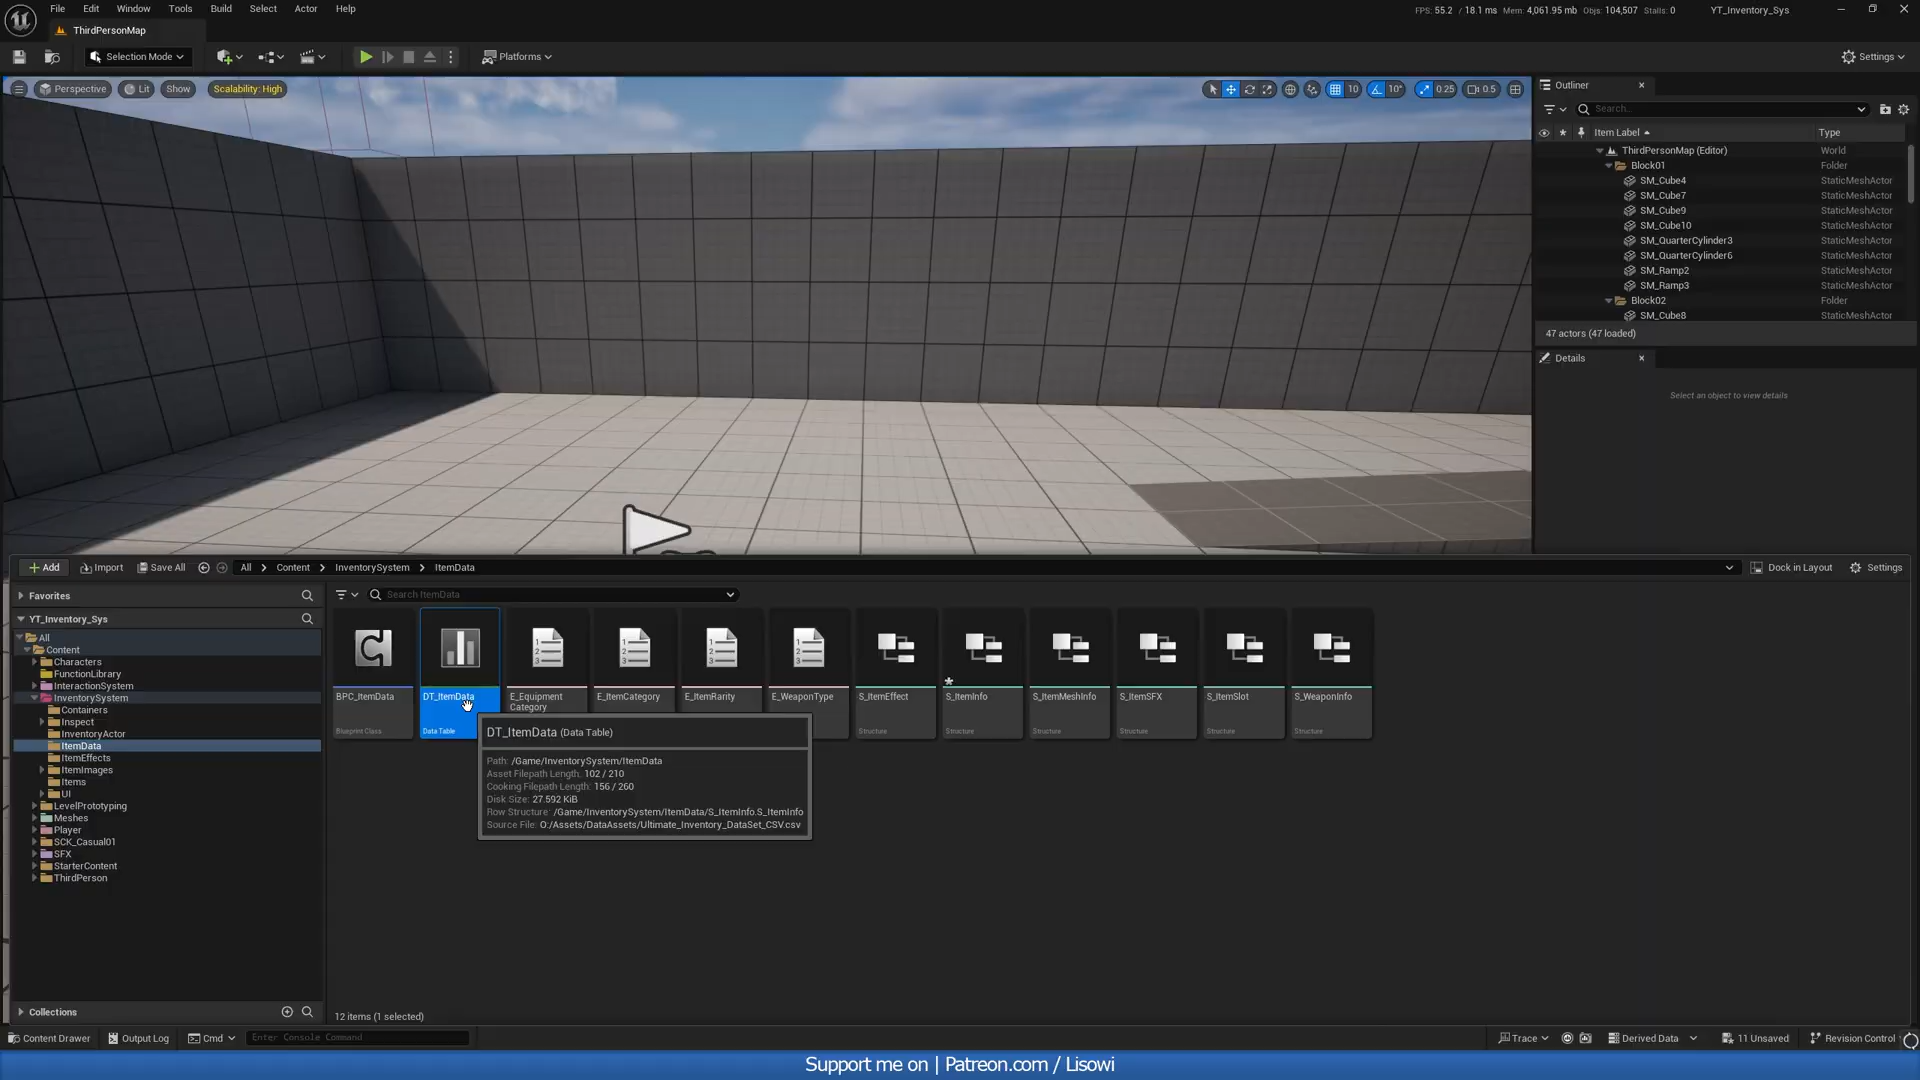 File Edit Window Tools Build Select Actor Help
FPS: 55.2 / 18.1 ms Mem: 4,061.95 mb Objs: 104,507 Stalls: 0 YT_Inventory_Sys
ThirdPersonMap
Selection Mode Platforms Settings
Perspective Lit Show Scalability: High 10 10° 0.25 0.5
Outliner
Search...
Item Label Type
ThirdPersonMap (Editor) World
Block01 Folder
SM_Cube4 StaticMeshActor
SM_Cube7 StaticMeshActor
SM_Cube9 StaticMeshActor
SM_Cube10 StaticMeshActor
SM_QuarterCylinder3 StaticMeshActor
SM_QuarterCylinder6 StaticMeshActor
SM_Ramp2 StaticMeshActor
SM_Ramp3 StaticMeshActor
Block02 Folder
SM_Cube8 StaticMeshActor
47 actors (47 loaded)
Details
Select an object to view details
Add Import Save All All Content InventorySystem ItemData Dock in Layout Settings
Favorites
YT_Inventory_Sys
All
Content
Characters
FunctionLibrary
InteractionSystem
InventorySystem
Containers
Inspect
InventoryActor
ItemData
ItemEffects
ItemImages
Items
UI
LevelPrototyping
Meshes
Player
SCK_Casual01
SFX
StarterContent
ThirdPerson
Collections
Search ItemData
BPC_ItemData DT_ItemData E_Equipment E_ItemCategory E_ItemRarity E_WeaponType S_ItemEffect S_ItemInfo S_ItemMeshInfo S_ItemSFX S_ItemSlot S_WeaponInfo
Category
Blueprint Class Data Table Structure Structure Structure Structure Structure Structure
DT_ItemData (Data Table)
Path: /Game/InventorySystem/ItemData
Asset Filepath Length: 102 / 210
Cooking Filepath Length: 156 / 260
Disk Size: 27.592 KiB
Row Structure: /Game/InventorySystem/ItemData/S_ItemInfo.S_ItemInfo
Source File: O:/Assets/DataAssets/Ultimate_Inventory_DataSet_CSV.csv
12 items (1 selected)
Content Drawer Output Log Cmd Enter Console Command Trace Derived Data 11 Unsaved Revision Control
Support me on | Patreon.com / Lisowi